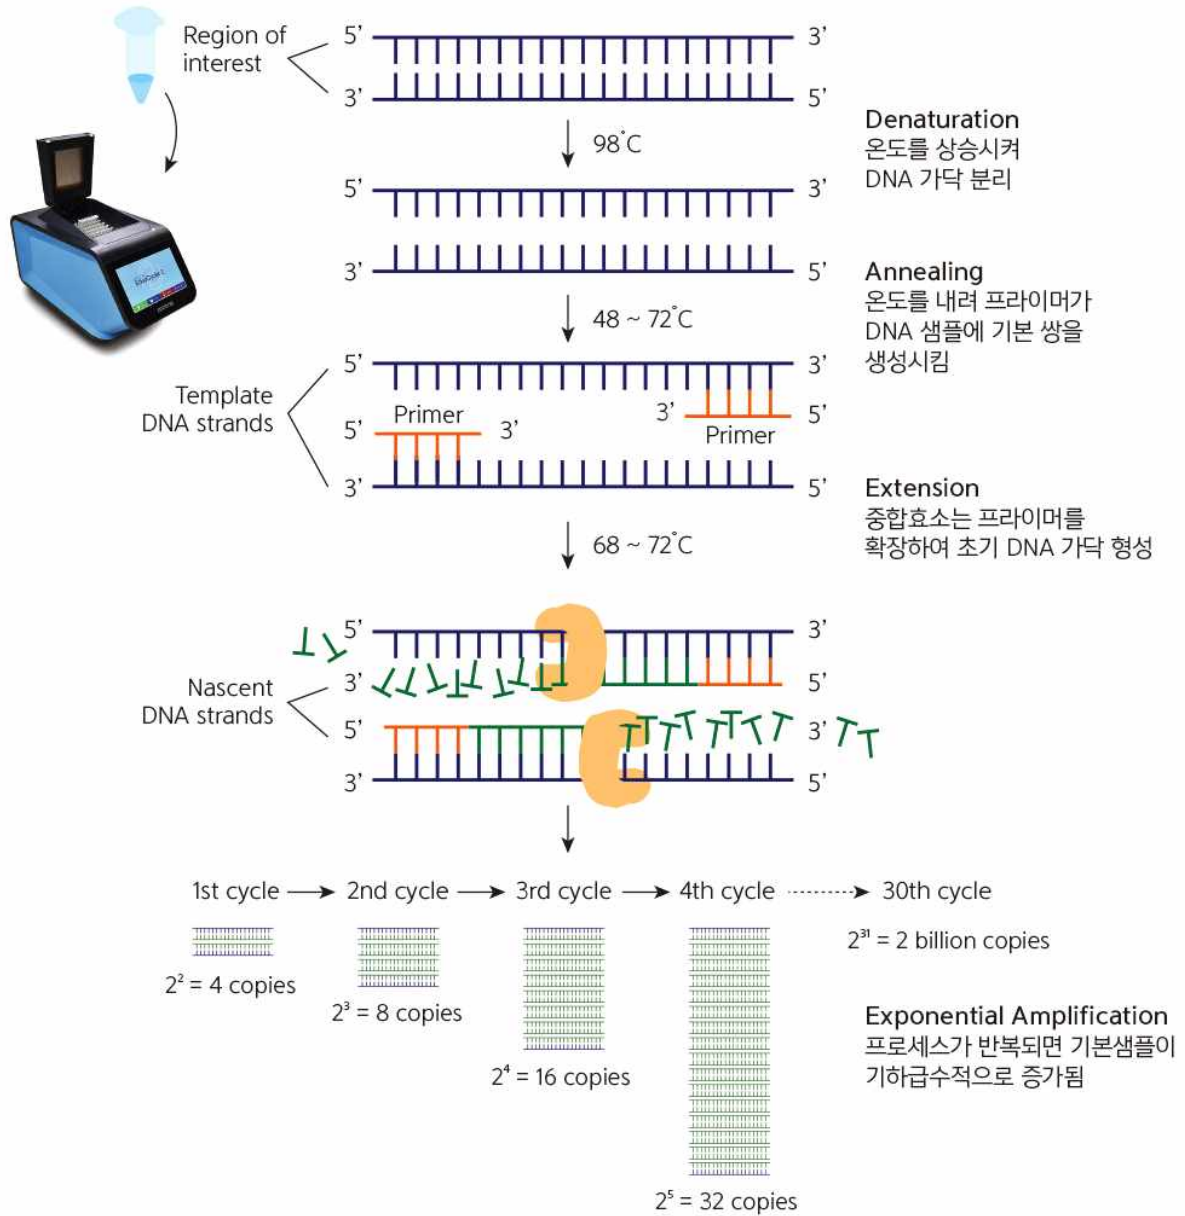 Region of
interest
5’
3’
3’
5’
98°C
Denaturation
온도를 상승시켜
DNA 가닥 분리
5’
3’
3’
5’
48 ~ 72°C
Annealing
온도를 내려 프라이머가
DNA 샘플에 기본 쌍을
생성시킴
Template
DNA strands
5’
3’
3’
5’
Primer
Primer
5’
3’
3’
5’
68 ~ 72°C
Extension
중합효소는 프라이머를
확장하여 초기 DNA 가닥 형성
Nascent
DNA strands
5’
3’
3’
5’
5’
3’
3’
5’
1st cycle
2nd cycle
3rd cycle
4th cycle
30th cycle
2² = 4 copies
2³ = 8 copies
2⁴ = 16 copies
2⁵ = 32 copies
2³¹ = 2 billion copies
Exponential Amplification
프로세스가 반복되면 기본샘플이
기하급수적으로 증가됨